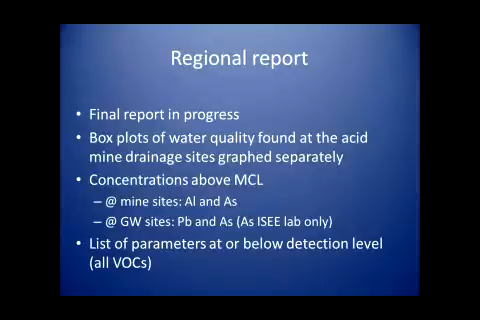 Regional report
• Final report in progress
• Box plots of water quality found at the acid
mine drainage sites graphed separately
• Concentrations above MCL
– @ mine sites: Al and As
– @ GW sites: Pb and As (As ISEE lab only)
• List of parameters at or below detection level
(all VOCs)